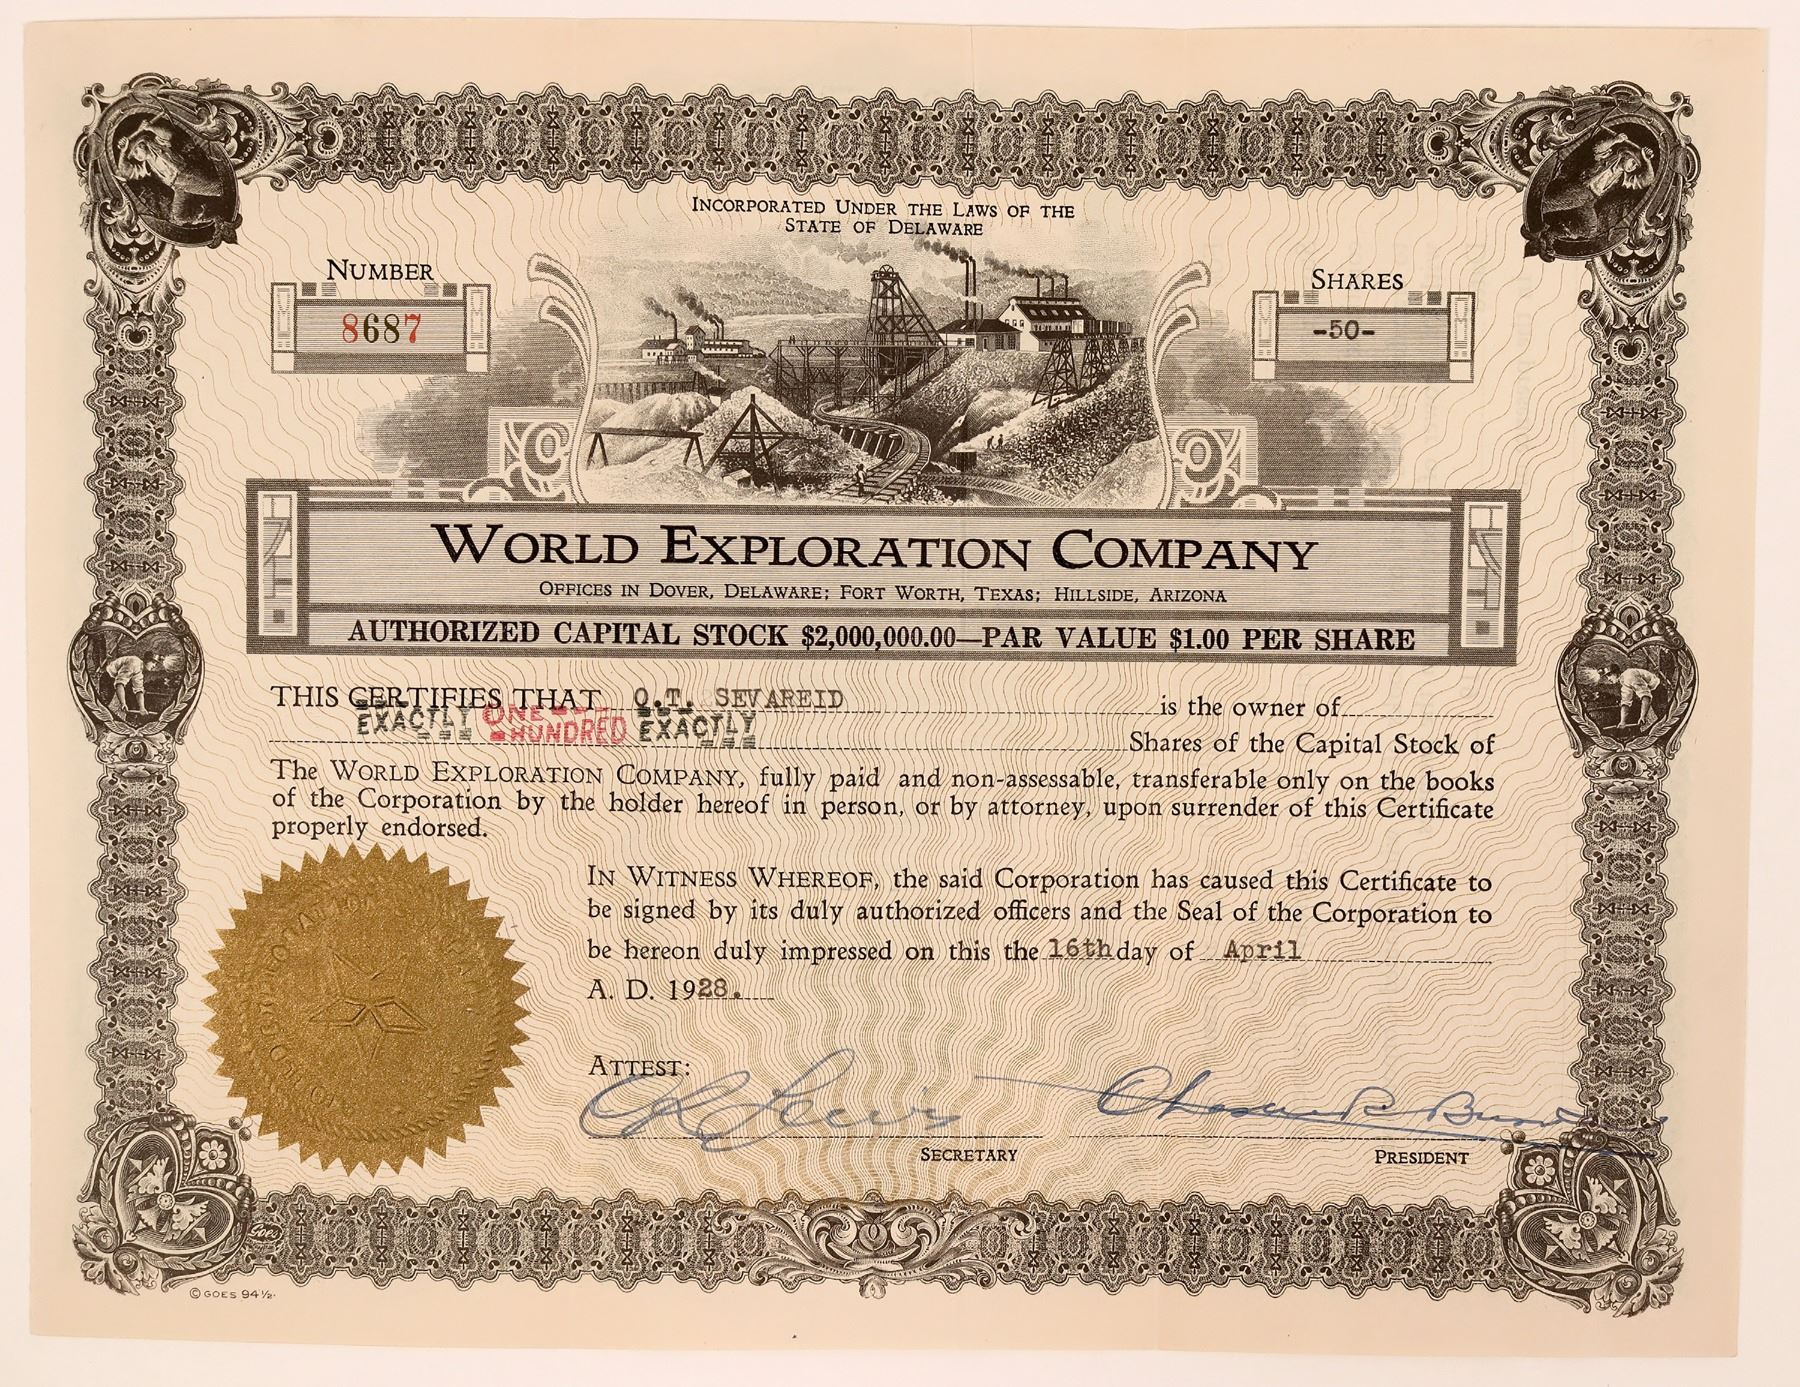 INCORPORATED UNDER THE LAWS OF THE
STATE OF DELAWARE
NUMBER
8687
SHARES
-50-
WORLD EXPLORATION COMPANY
OFFICES IN DOVER, DELAWARE; FORT WORTH, TEXAS; HILLSIDE, ARIZONA
AUTHORIZED CAPITAL STOCK $2,000,000.00—PAR VALUE $1.00 PER SHARE
THIS CERTIFIES THAT O.T. SEVAREID is the owner of
EXACTLY ONE HUNDRED EXACTLY Shares of the Capital Stock of
The WORLD EXPLORATION COMPANY, fully paid and non-assessable, transferable only on the books
of the Corporation by the holder hereof in person, or by attorney, upon surrender of this Certificate
properly endorsed.
IN WITNESS WHEREOF, the said Corporation has caused this Certificate to
be signed by its duly authorized officers and the Seal of the Corporation to
be hereon duly impressed on this the 16th day of April
A. D. 1928.
ATTEST:
C R Lewis
SECRETARY
PRESIDENT
Goes
© GOES 94½.